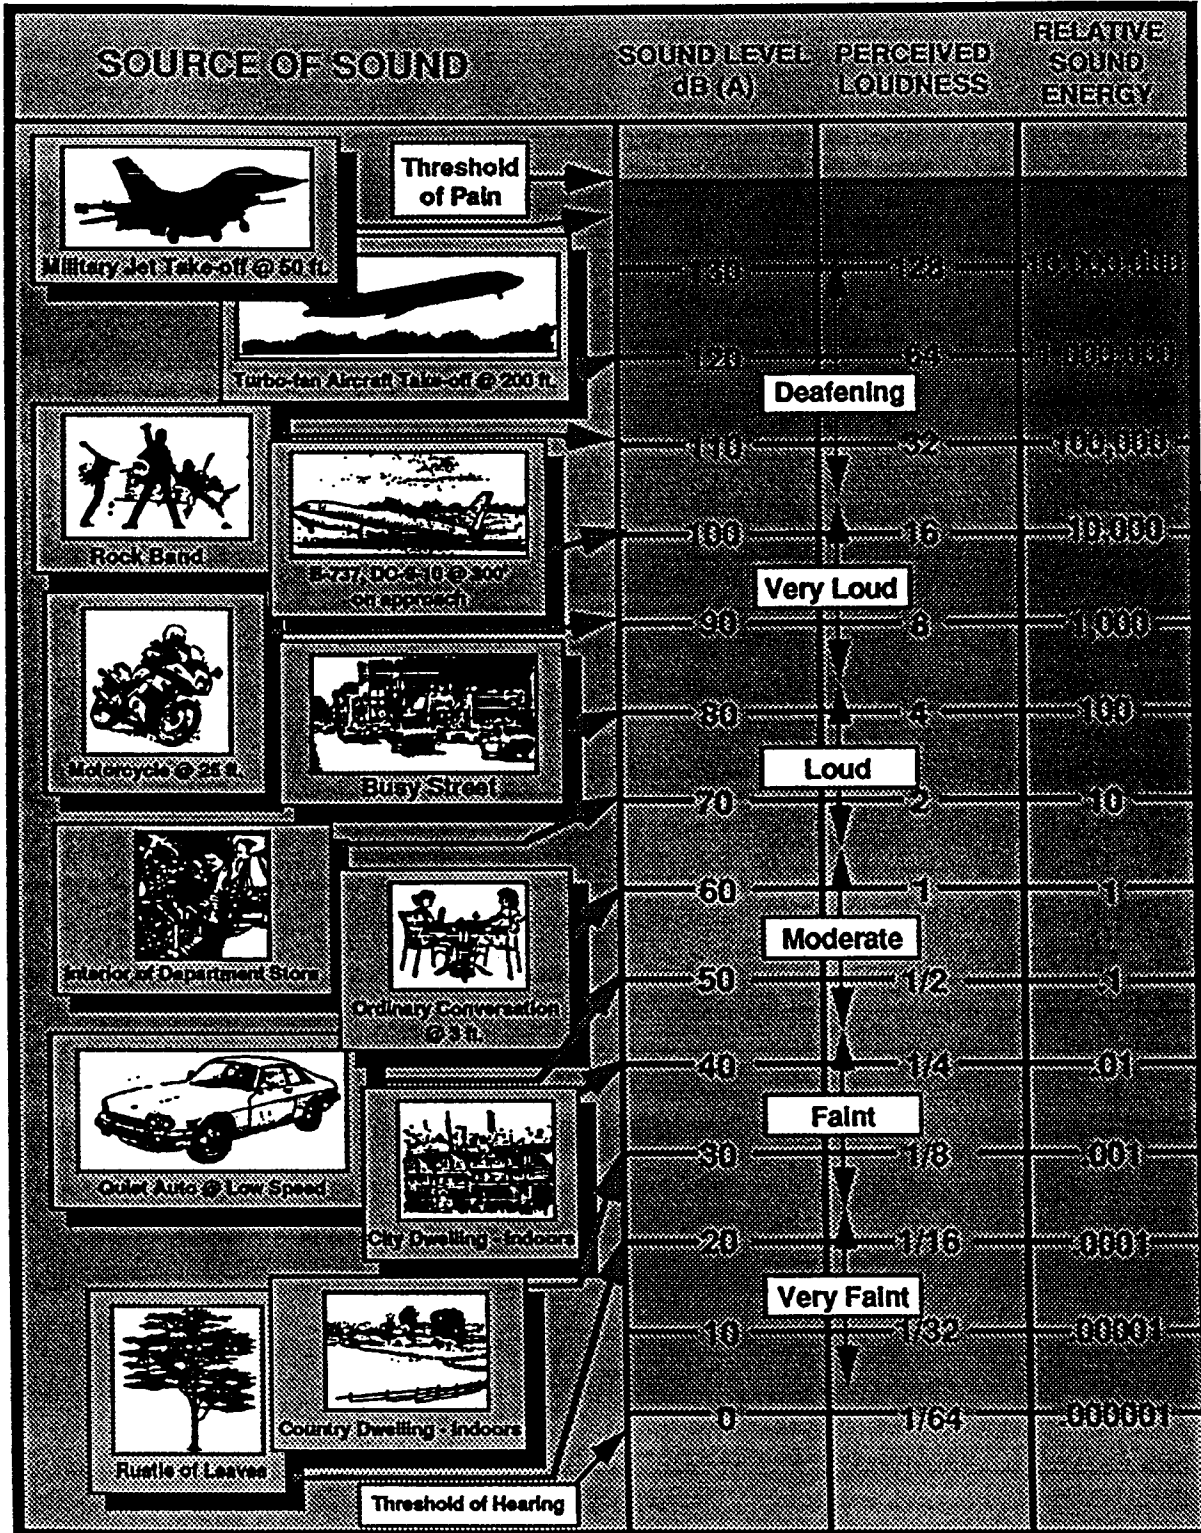 SOURCE OF SOUND
SOUND LEVEL
dB (A)
PERCEIVED
LOUDNESS
RELATIVE
SOUND
ENERGY
Threshold
of Pain
Military Jet Take-off @ 50 ft.
130 128 10,000,000
Turbo-fan Aircraft Take-off @ 200 ft.
120 64 1,000,000
Deafening
110 32 100,000
Rock Band
100 16 10,000
@ 800'
on approach
Very Loud
90 8 1,000
Motorcycle @ 25 ft.
80 4 100
Busy Street
Loud
70 2 10
60 1 1
Interior of Department Store
Moderate
50 1/2 .1
Ordinary Conversation
@ 3 ft.
40 1/4 .01
Faint
30 1/8 .001
Quiet Auto @ Low Speed
City Dwelling - Indoors
20 1/16 .0001
Very Faint
10 1/32 .00001
0 1/64 .000001
Country Dwelling - Indoors
Rustle of Leaves
Threshold of Hearing